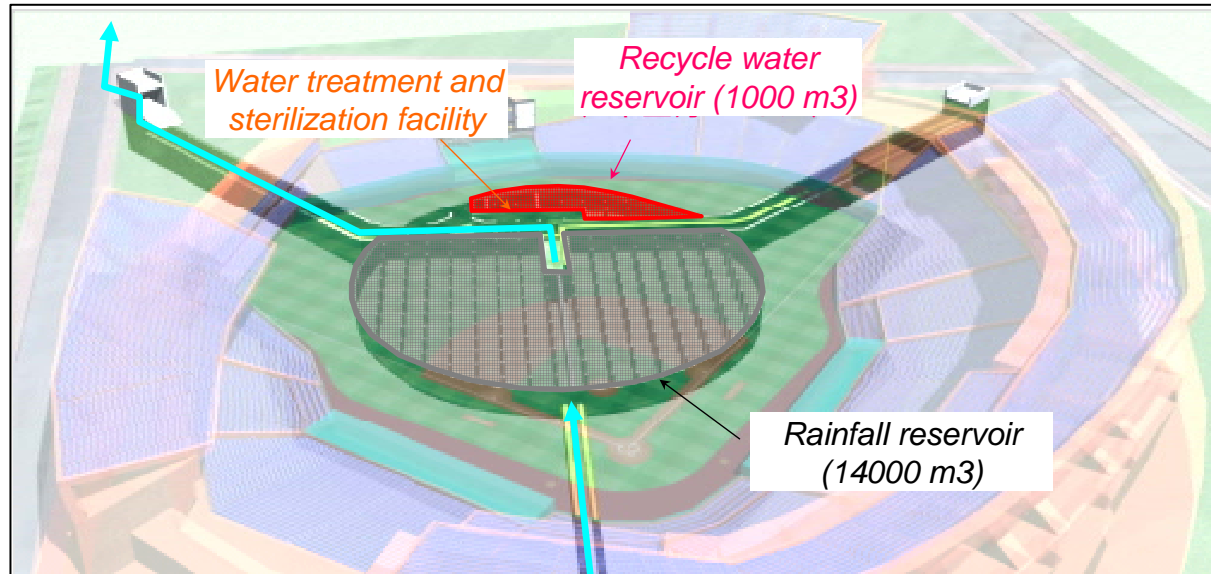 Water treatment and
sterilization facility
Recycle water
reservoir (1000 m3)
Rainfall reservoir
(14000 m3)